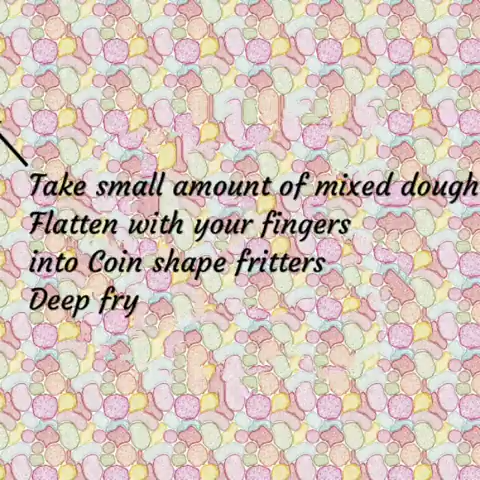 Take small amount of mixed dough
Flatten with your fingers
into Coin shape fritters
Deep fry